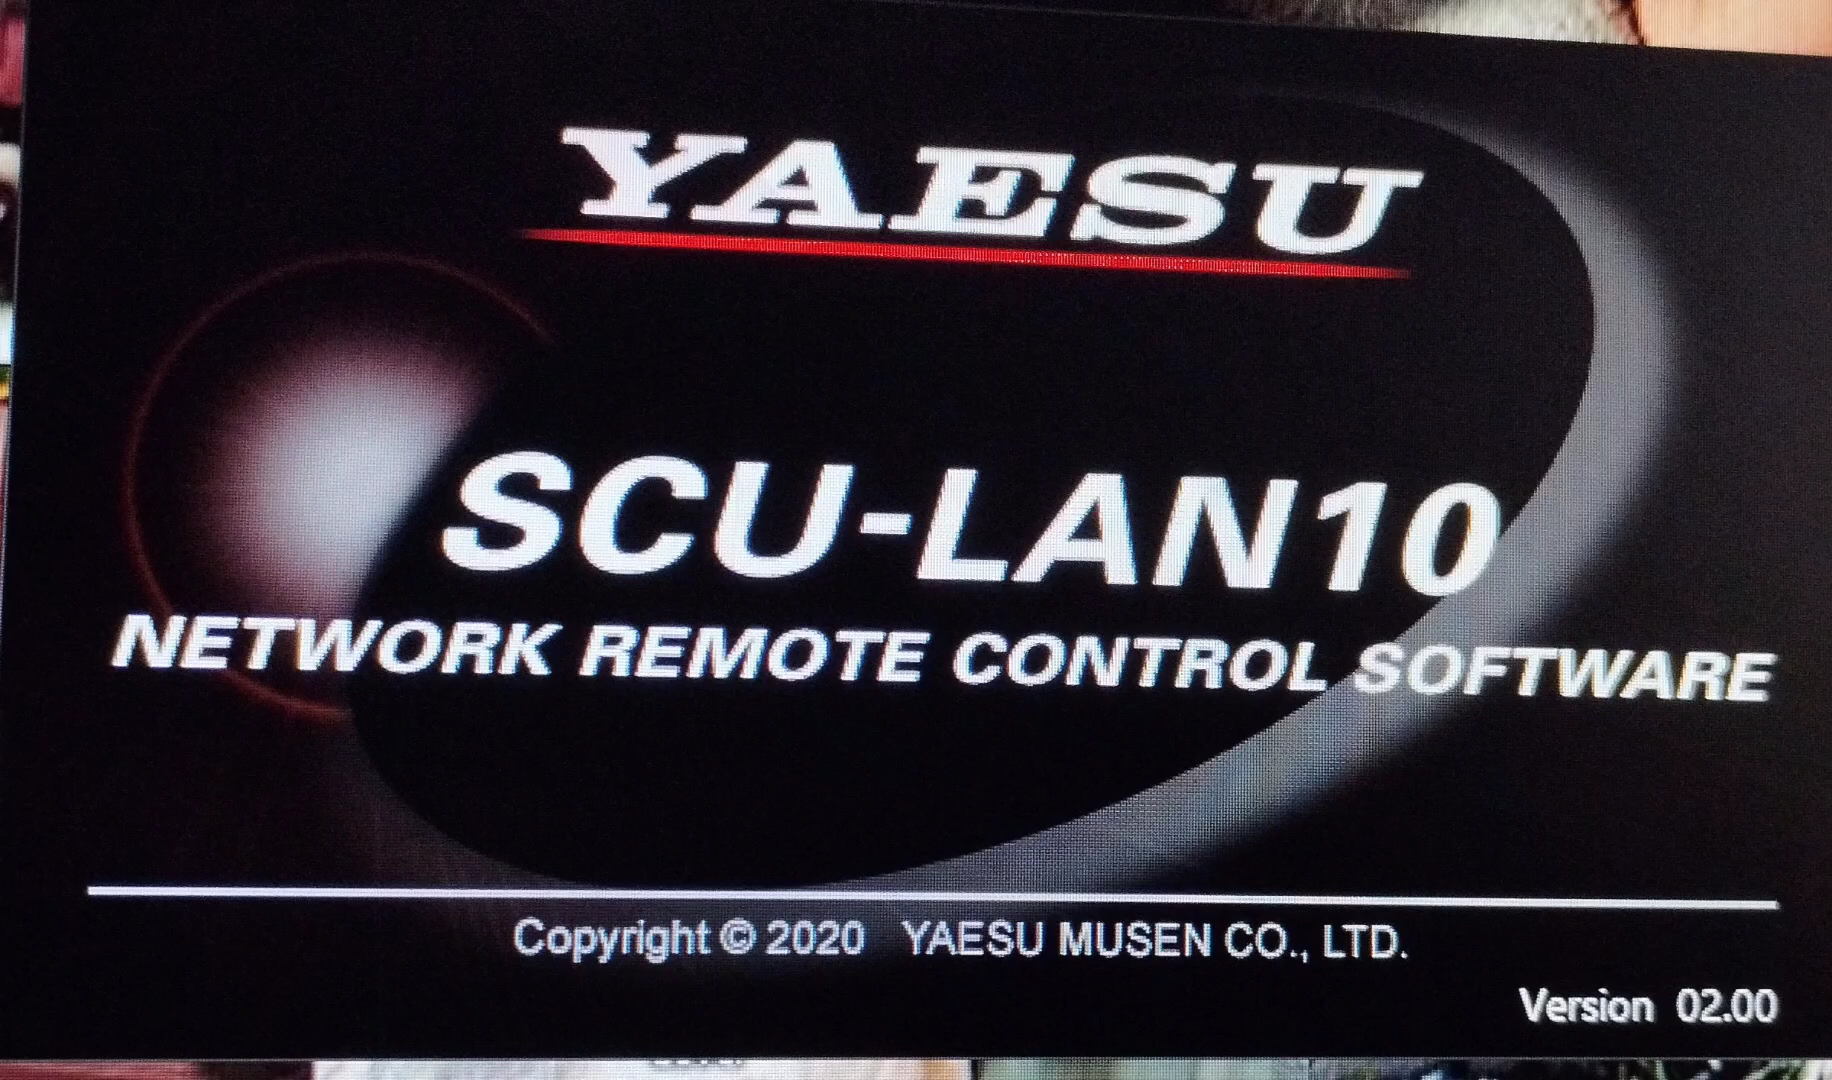 YAESU
SCU-LAN10
NETWORK REMOTE CONTROL SOFTWARE
Copyright © 2020 YAESU MUSEN CO., LTD.
Version 02.00